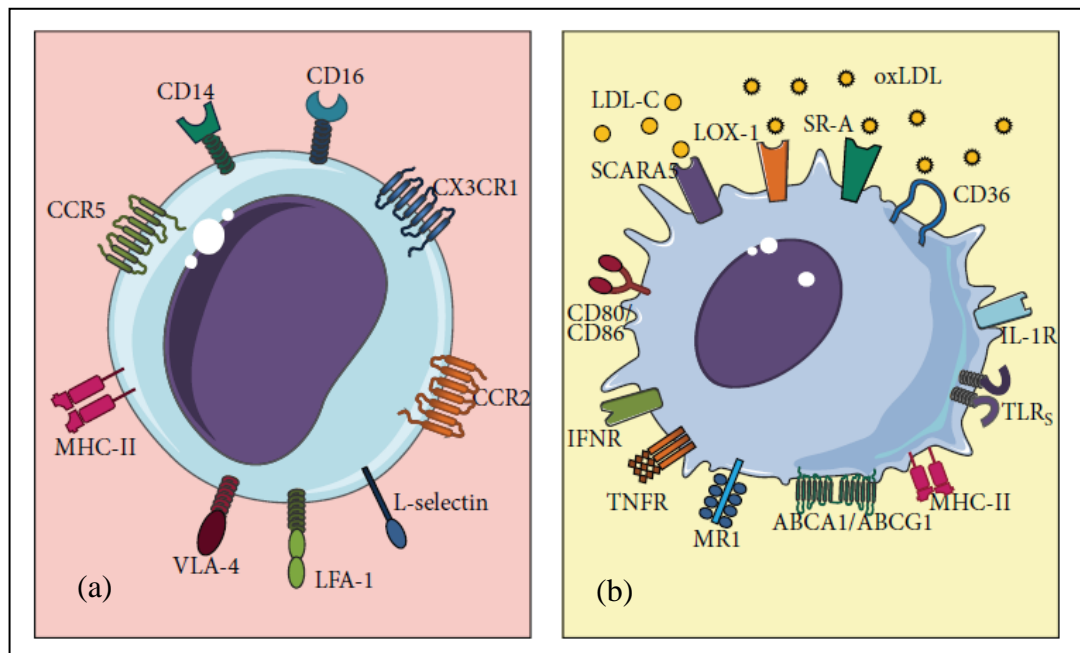 CD14
CD16
CCR5
CX3CR1
MHC-II
CCR2
VLA-4
LFA-1
L-selectin
(a)
oxLDL
LDL-C
LOX-1
SR-A
SCARA5
CD36
CD80/
CD86
IL-1R
IFNR
TLRS
TNFR
MR1
ABCA1/ABCG1
MHC-II
(b)